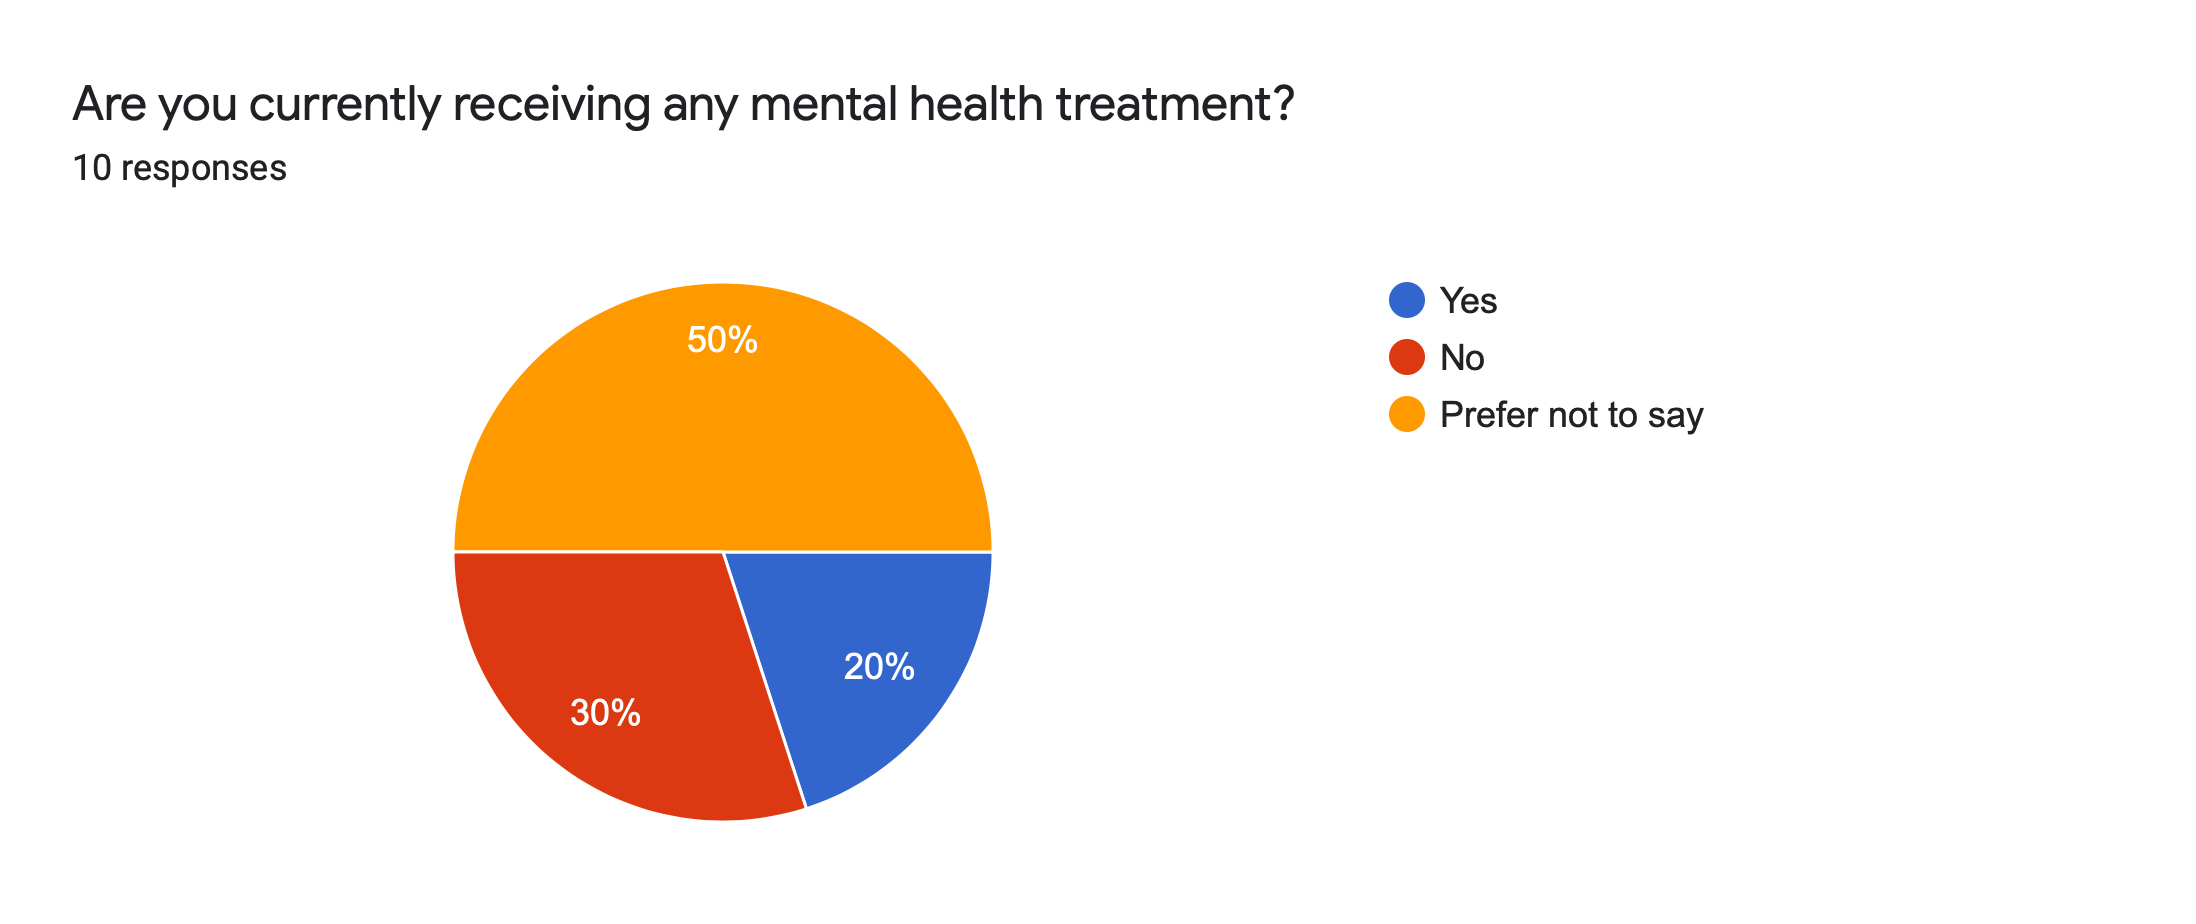 Are you currently receiving any mental health treatment?
10 responses
50%
20%
30%
Yes
No
Prefer not to say